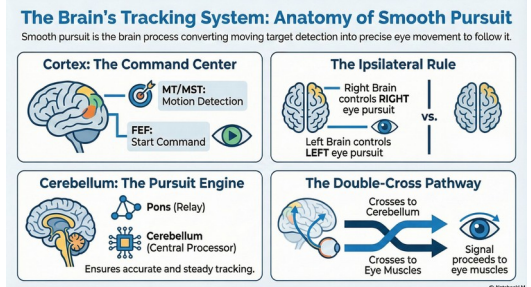 The Brain's Tracking System: Anatomy of Smooth Pursuit
Smooth pursuit is the brain process converting moving target detection into precise eye movement to follow it.
Cortex: The Command Center
MT/MST:
Motion Detection
FEF:
Start Command
The Ipsilateral Rule
Right Brain
controls RIGHT
eye pursuit
vs.
Left Brain controls
LEFT eye pursuit
Cerebellum: The Pursuit Engine
Pons (Relay)
Cerebellum
(Central Processor)
Ensures accurate and steady tracking.
The Double-Cross Pathway
Crosses to
Cerebellum
Crosses to
Eye Muscles
Signal
proceeds to
eye muscles